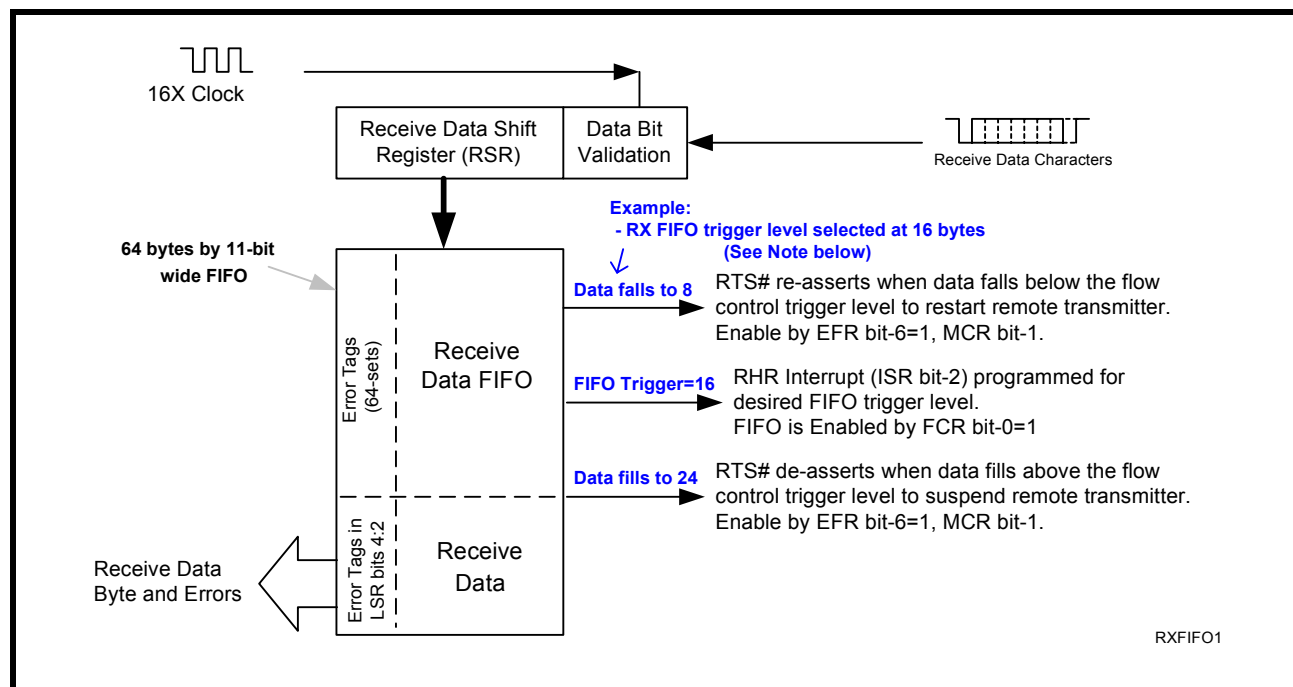 16X Clock
Receive Data Shift
Register (RSR)
Data Bit
Validation
Receive Data Characters
Example:
- RX FIFO trigger level selected at 16 bytes
(See Note below)
64 bytes by 11-bit
wide FIFO
Data falls to 8
RTS# re-asserts when data falls below the flow
control trigger level to restart remote transmitter.
Enable by EFR bit-6=1, MCR bit-1.
Error Tags
(64-sets)
Receive
Data FIFO
FIFO Trigger=16
RHR Interrupt (ISR bit-2) programmed for
desired FIFO trigger level.
FIFO is Enabled by FCR bit-0=1
Data fills to 24
RTS# de-asserts when data fills above the flow
control trigger level to suspend remote transmitter.
Enable by EFR bit-6=1, MCR bit-1.
Error Tags in
LSR bits 4:2
Receive
Data
Receive Data
Byte and Errors
RXFIFO1